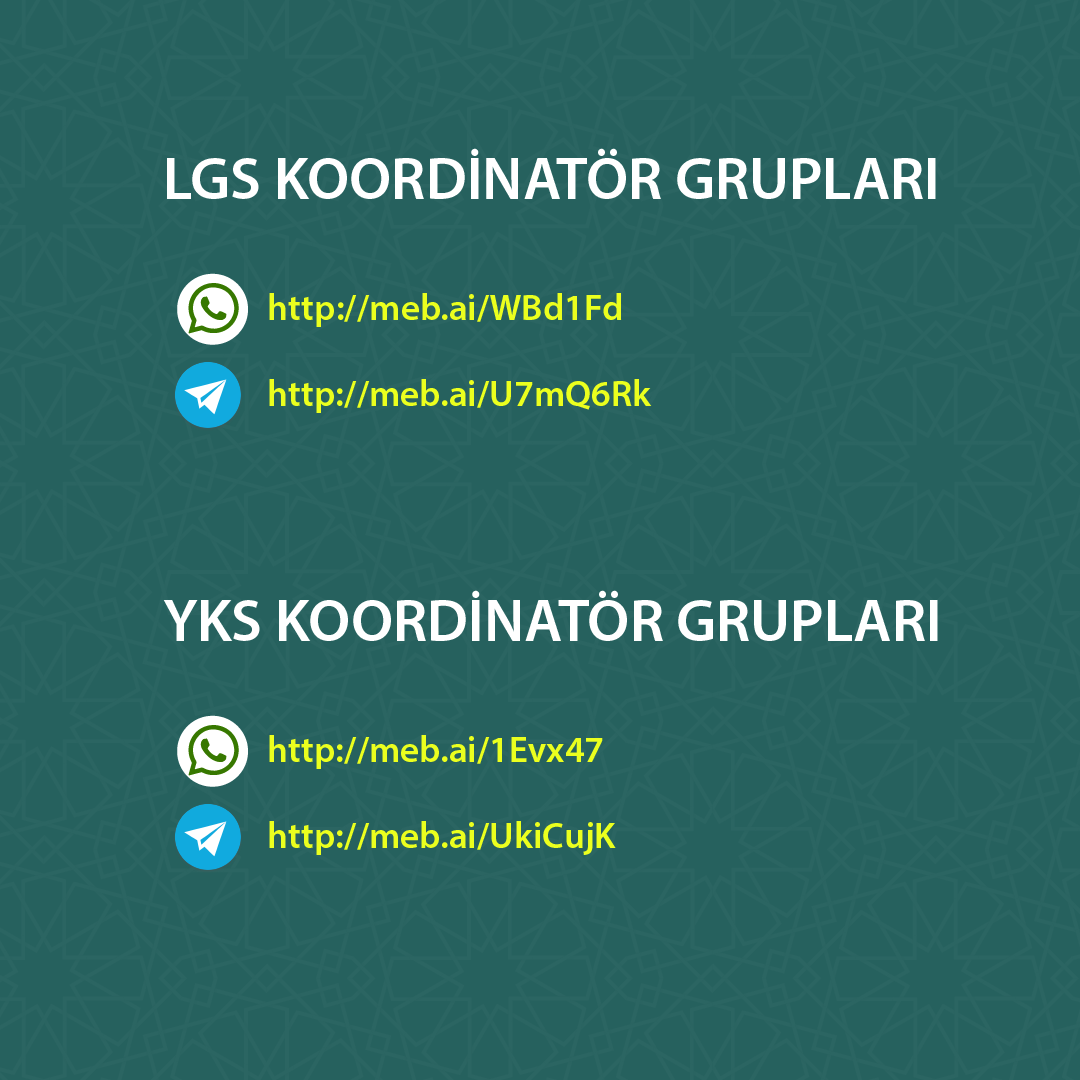 LGS KOORDİNATÖR GRUPLARI
http://meb.ai/WBd1Fd
http://meb.ai/U7mQ6Rk
YKS KOORDİNATÖR GRUPLARI
http://meb.ai/1Evx47
http://meb.ai/UkiCujK